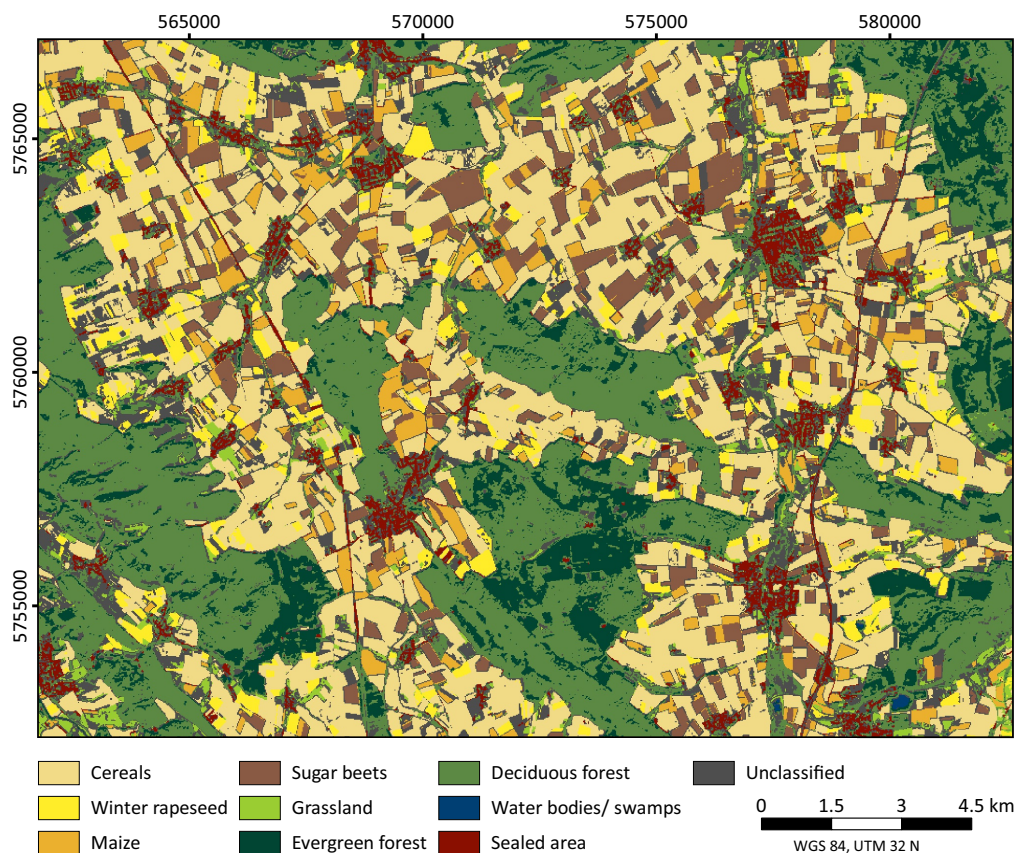 565000 570000 575000 580000
5765000
5760000
5755000
Cereals Sugar beets Deciduous forest Unclassified
Winter rapeseed Grassland Water bodies/ swamps 0 1.5 3 4.5 km
Maize Evergreen forest Sealed area WGS 84, UTM 32 N